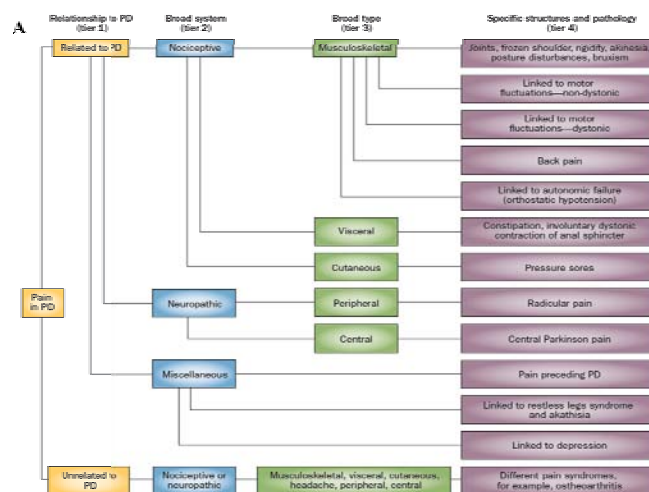 A
Relationship to PD
(tier 1)
Broad system
(tier 2)
Broad type
(tier 3)
Specific structures and pathology
(tier 4)
Related to PD
Nociceptive
Musculoskeletal
Joints, frozen shoulder, rigidity, akinesia,
posture disturbances, bruxism
Linked to motor
fluctuations—non-dystonic
Linked to motor
fluctuations—dystonic
Back pain
Linked to autonomic failure
(orthostatic hypotension)
Visceral
Constipation, involuntary dystonic
contraction of anal sphincter
Cutaneous
Pressure sores
Pain
in PD
Neuropathic
Peripheral
Radicular pain
Central
Central Parkinson pain
Miscellaneous
Pain preceding PD
Linked to restless legs syndrome
and akathisia
Linked to depression
Unrelated to
PD
Nociceptive or
neuropathic
Musculoskeletal, visceral, cutaneous,
headache, peripheral, central
Different pain syndromes,
for example, ostheoarthritis